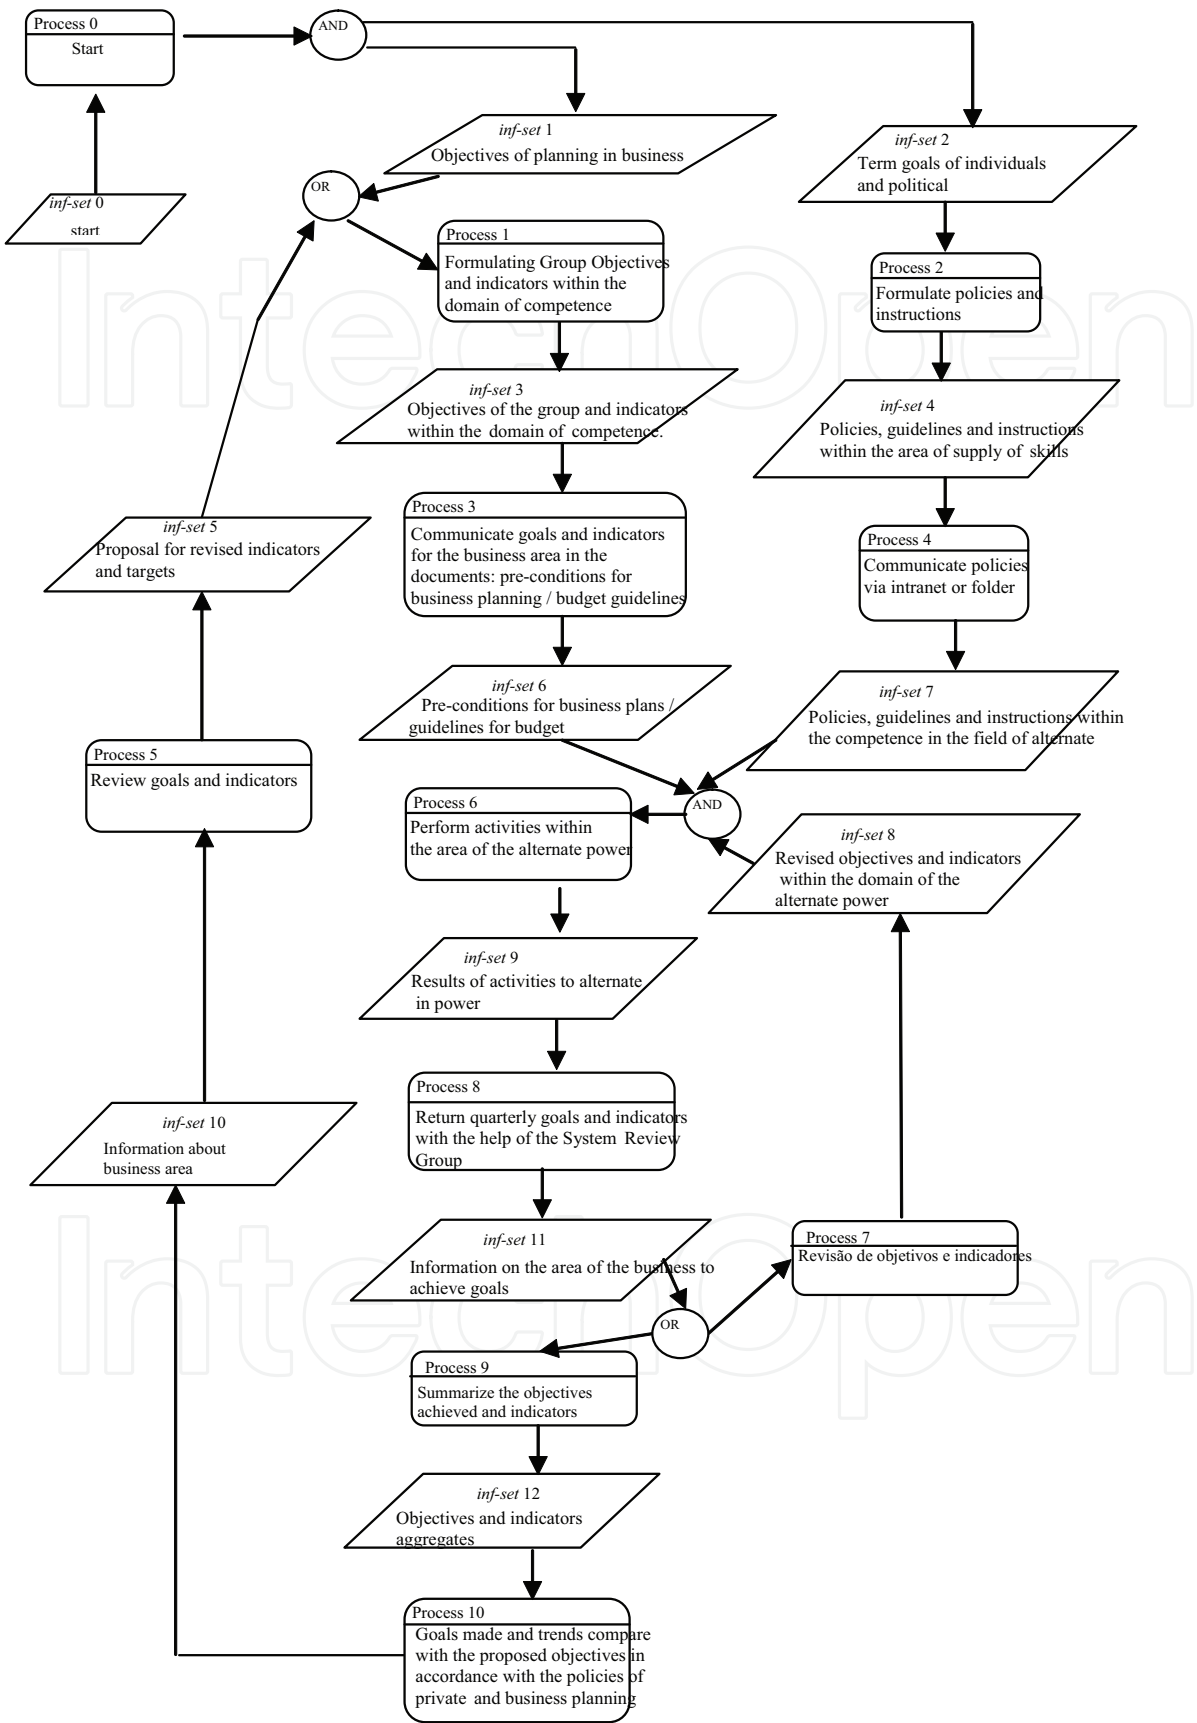 Process 0
Start
AND
inf-set 0
start
inf-set 1
Objectives of planning in business
inf-set 2
Term goals of individuals
and political
OR
Process 1
Formulating Group Objectives
and indicators within the
domain of competence
Process 2
Formulate policies and
instructions
inf-set 3
Objectives of the group and indicators
within the domain of competence.
inf-set 4
Policies, guidelines and instructions
within the area of supply of skills
inf-set 5
Proposal for revised indicators
and targets
Process 3
Communicate goals and indicators
for the business area in the
documents: pre-conditions for
business planning / budget guidelines
Process 4
Communicate policies
via intranet or folder
inf-set 6
Pre-conditions for business plans /
guidelines for budget
inf-set 7
Policies, guidelines and instructions within
the competence in the field of alternate
Process 5
Review goals and indicators
AND
Process 6
Perform activities within
the area of the alternate power
inf-set 8
Revised objectives and indicators
within the domain of the
alternate power
inf-set 9
Results of activities to alternate
in power
Process 8
Return quarterly goals and indicators
with the help of the System Review
Group
inf-set 10
Information about
business area
inf-set 11
Information on the area of the business to
achieve goals
Process 7
Revisão de objetivos e indicadores
OR
Process 9
Summarize the objectives
achieved and indicators
inf-set 12
Objectives and indicators
aggregates
Process 10
Goals made and trends compare
with the proposed objectives in
accordance with the policies of
private and business planning
IntechOpen
IntechOpen